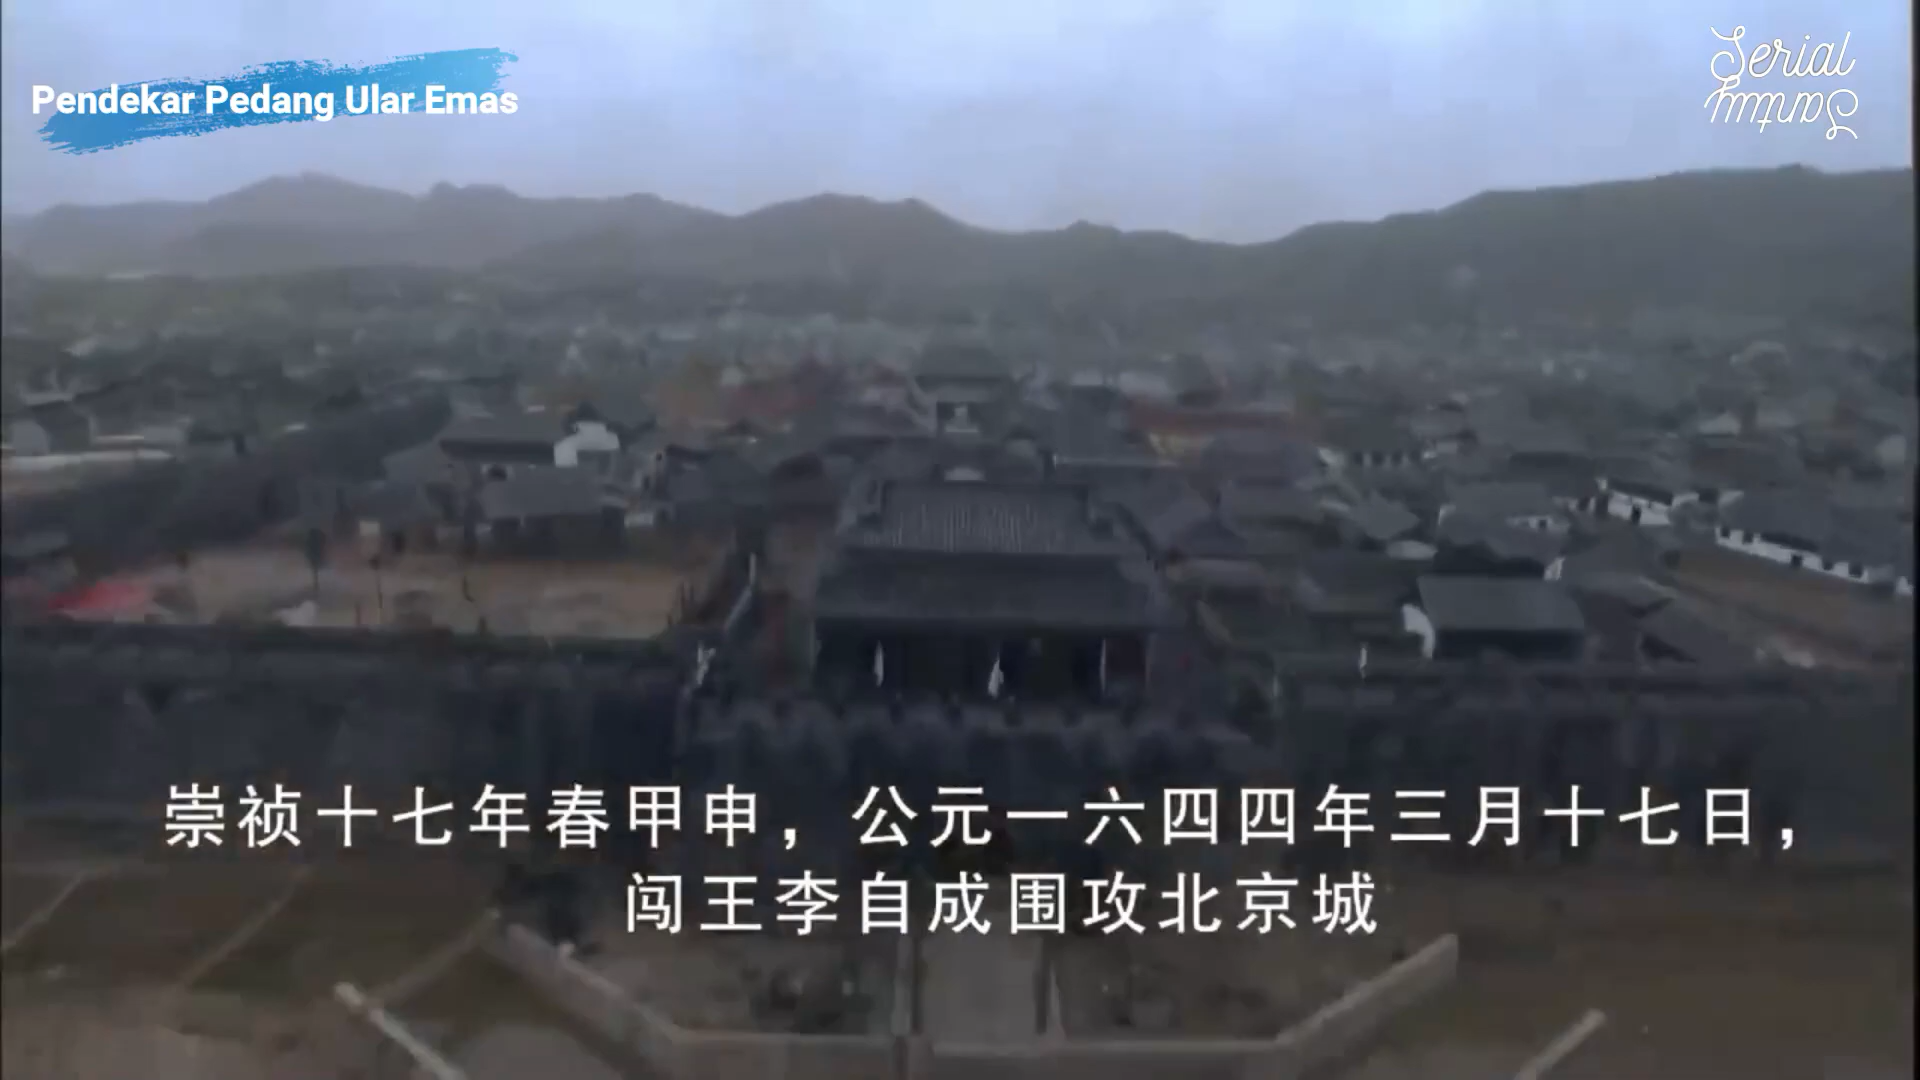 Pendekar Pedang Ular Emas
Serial
崇祯十七年春甲申，公元一六四四年三月十七日，
闯王李自成围攻北京城